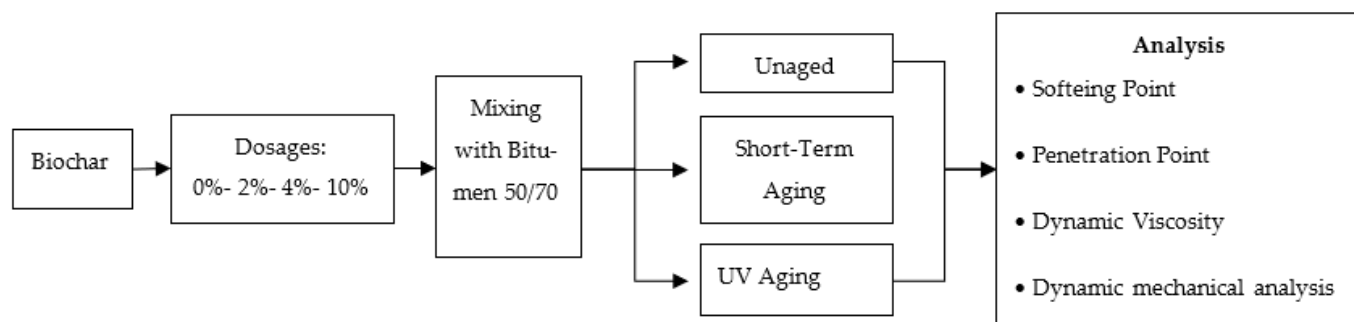 Biochar
Dosages:
0%- 2%- 4%- 10%
Mixing
with Bitu-
men 50/70
Unaged
Short-Term
Aging
UV Aging
Analysis
• Softeing Point
• Penetration Point
• Dynamic Viscosity
• Dynamic mechanical analysis